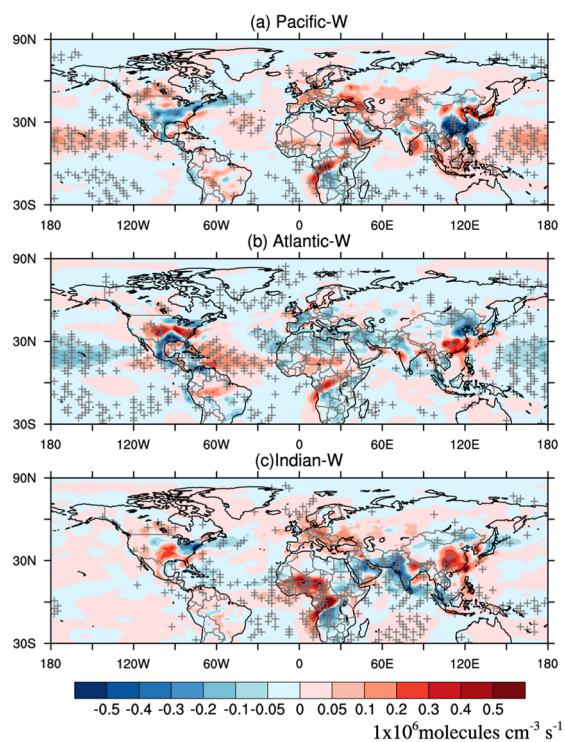 (a) Pacific-W
90N
30N
30S
180 120W 60W 0 60E 120E 180
(b) Atlantic-W
90N
30N
30S
180 120W 60W 0 60E 120E 180
(c)Indian-W
90N
30N
30S
180 120W 60W 0 60E 120E 180
-0.5 -0.4 -0.3 -0.2 -0.1 -0.05 0 0.05 0.1 0.2 0.3 0.4 0.5
1x10⁶molecules cm⁻³ s⁻¹